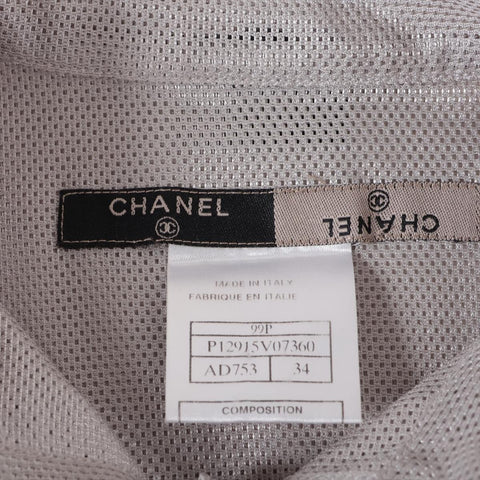 CHANEL CHANEL
MADE IN ITALY
FABRIQUE EN ITALIE
99P
P12915V07360
AD753 34
COMPOSITION